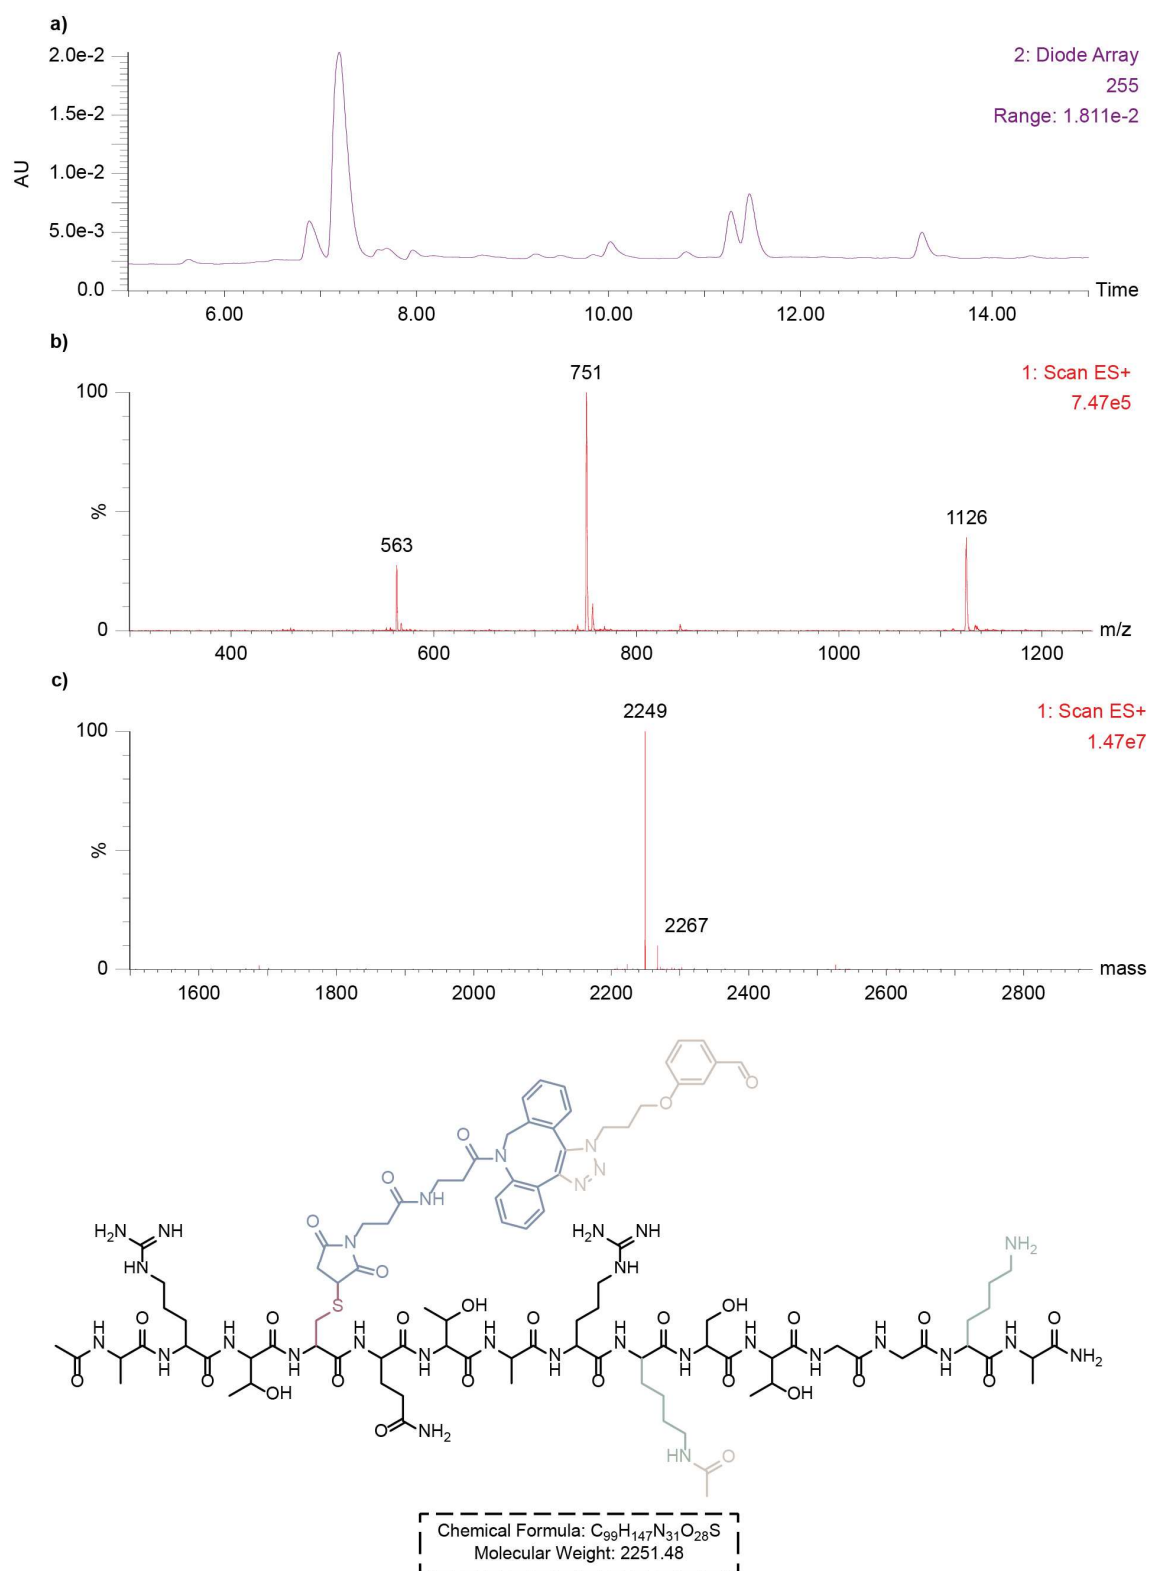 a)
2.0e-2
1.5e-2
1.0e-2
5.0e-3
0.0
AU
2: Diode Array
255
Range: 1.811e-2
Time
6.00 8.00 10.00 12.00 14.00
b)
100
%
0
563
751
1126
1: Scan ES+
7.47e5
m/z
400 600 800 1000 1200
c)
100
%
0
2249
2267
1: Scan ES+
1.47e7
mass
1600 1800 2000 2200 2400 2600 2800
O
O
N
N
N
N
O
O
NH
O
N
O
S
H₂N NH
HN
H₂N NH
NH
NH₂
O
H
N
O
N
H
H
N
O
OH
N
H
O
H
N
O
O
NH₂
N
H
OH
O
H
N
O
N
H
O
H
N
O
HN
O
N
H
OH
O
H
N
O
OH
N
H
O
H
N
O
N
H
O
H
N
O
NH₂
Chemical Formula: C₉₉H₁₄₇N₃₁O₂₈S
Molecular Weight: 2251.48